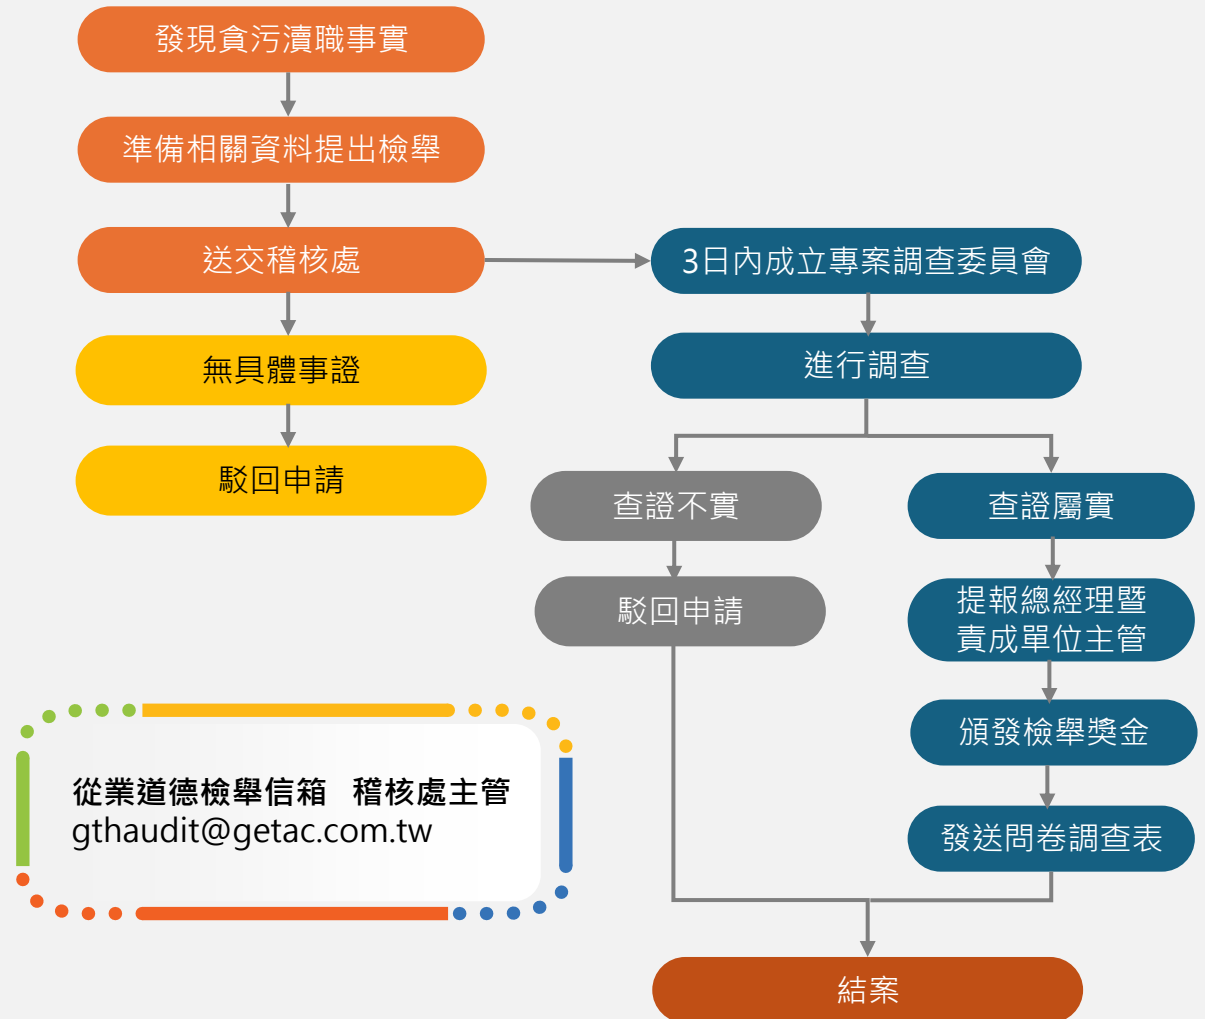 發現貪污瀆職事實
準備相關資料提出檢舉
送交稽核處
無具體事證
駁回申請
3日內成立專案調查委員會
進行調查
查證不實
駁回申請
查證屬實
提報總經理暨
責成單位主管
頒發檢舉獎金
發送問卷調查表
結案
從業道德檢舉信箱 稽核處主管
gthaudit@getac.com.tw